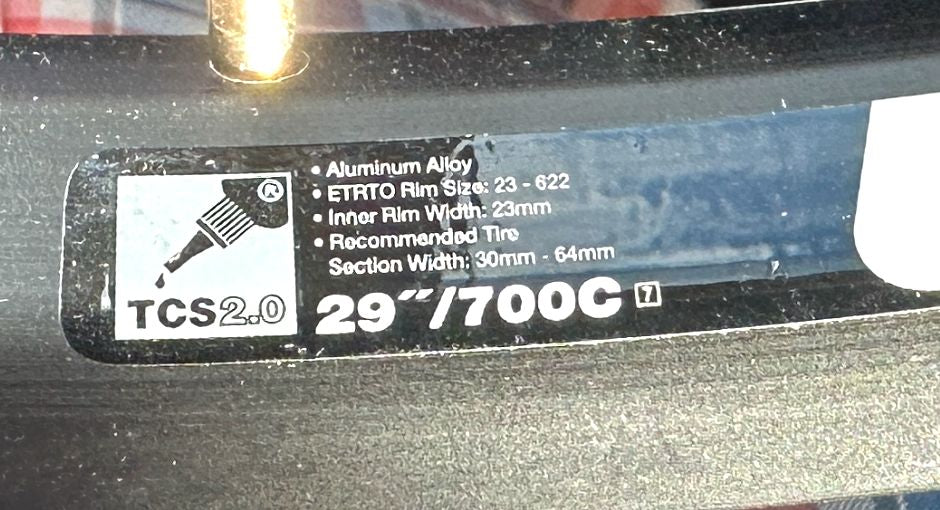 ®
TCS2.0
• Aluminum Alloy
• ETRTO Rim Size: 23 - 622
• Inner Rim Width: 23mm
• Recommended Tire
Section Width: 30mm - 64mm
29"/700C 7